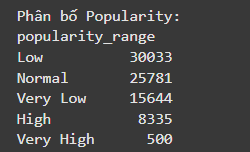 Phân bố Popularity:
popularity_range
Low 30033
Normal 25781
Very Low 15644
High 8335
Very High 500